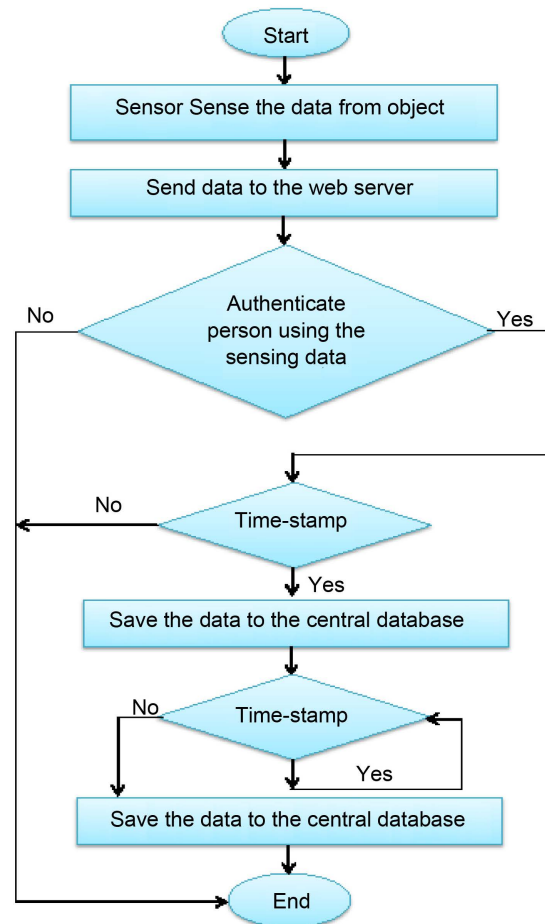 Start
Sensor Sense the data from object
Send data to the web server
No
Authenticate
person using the
sensing data
Yes
No
Time-stamp
Yes
Save the data to the central database
No
Time-stamp
Yes
Save the data to the central database
End